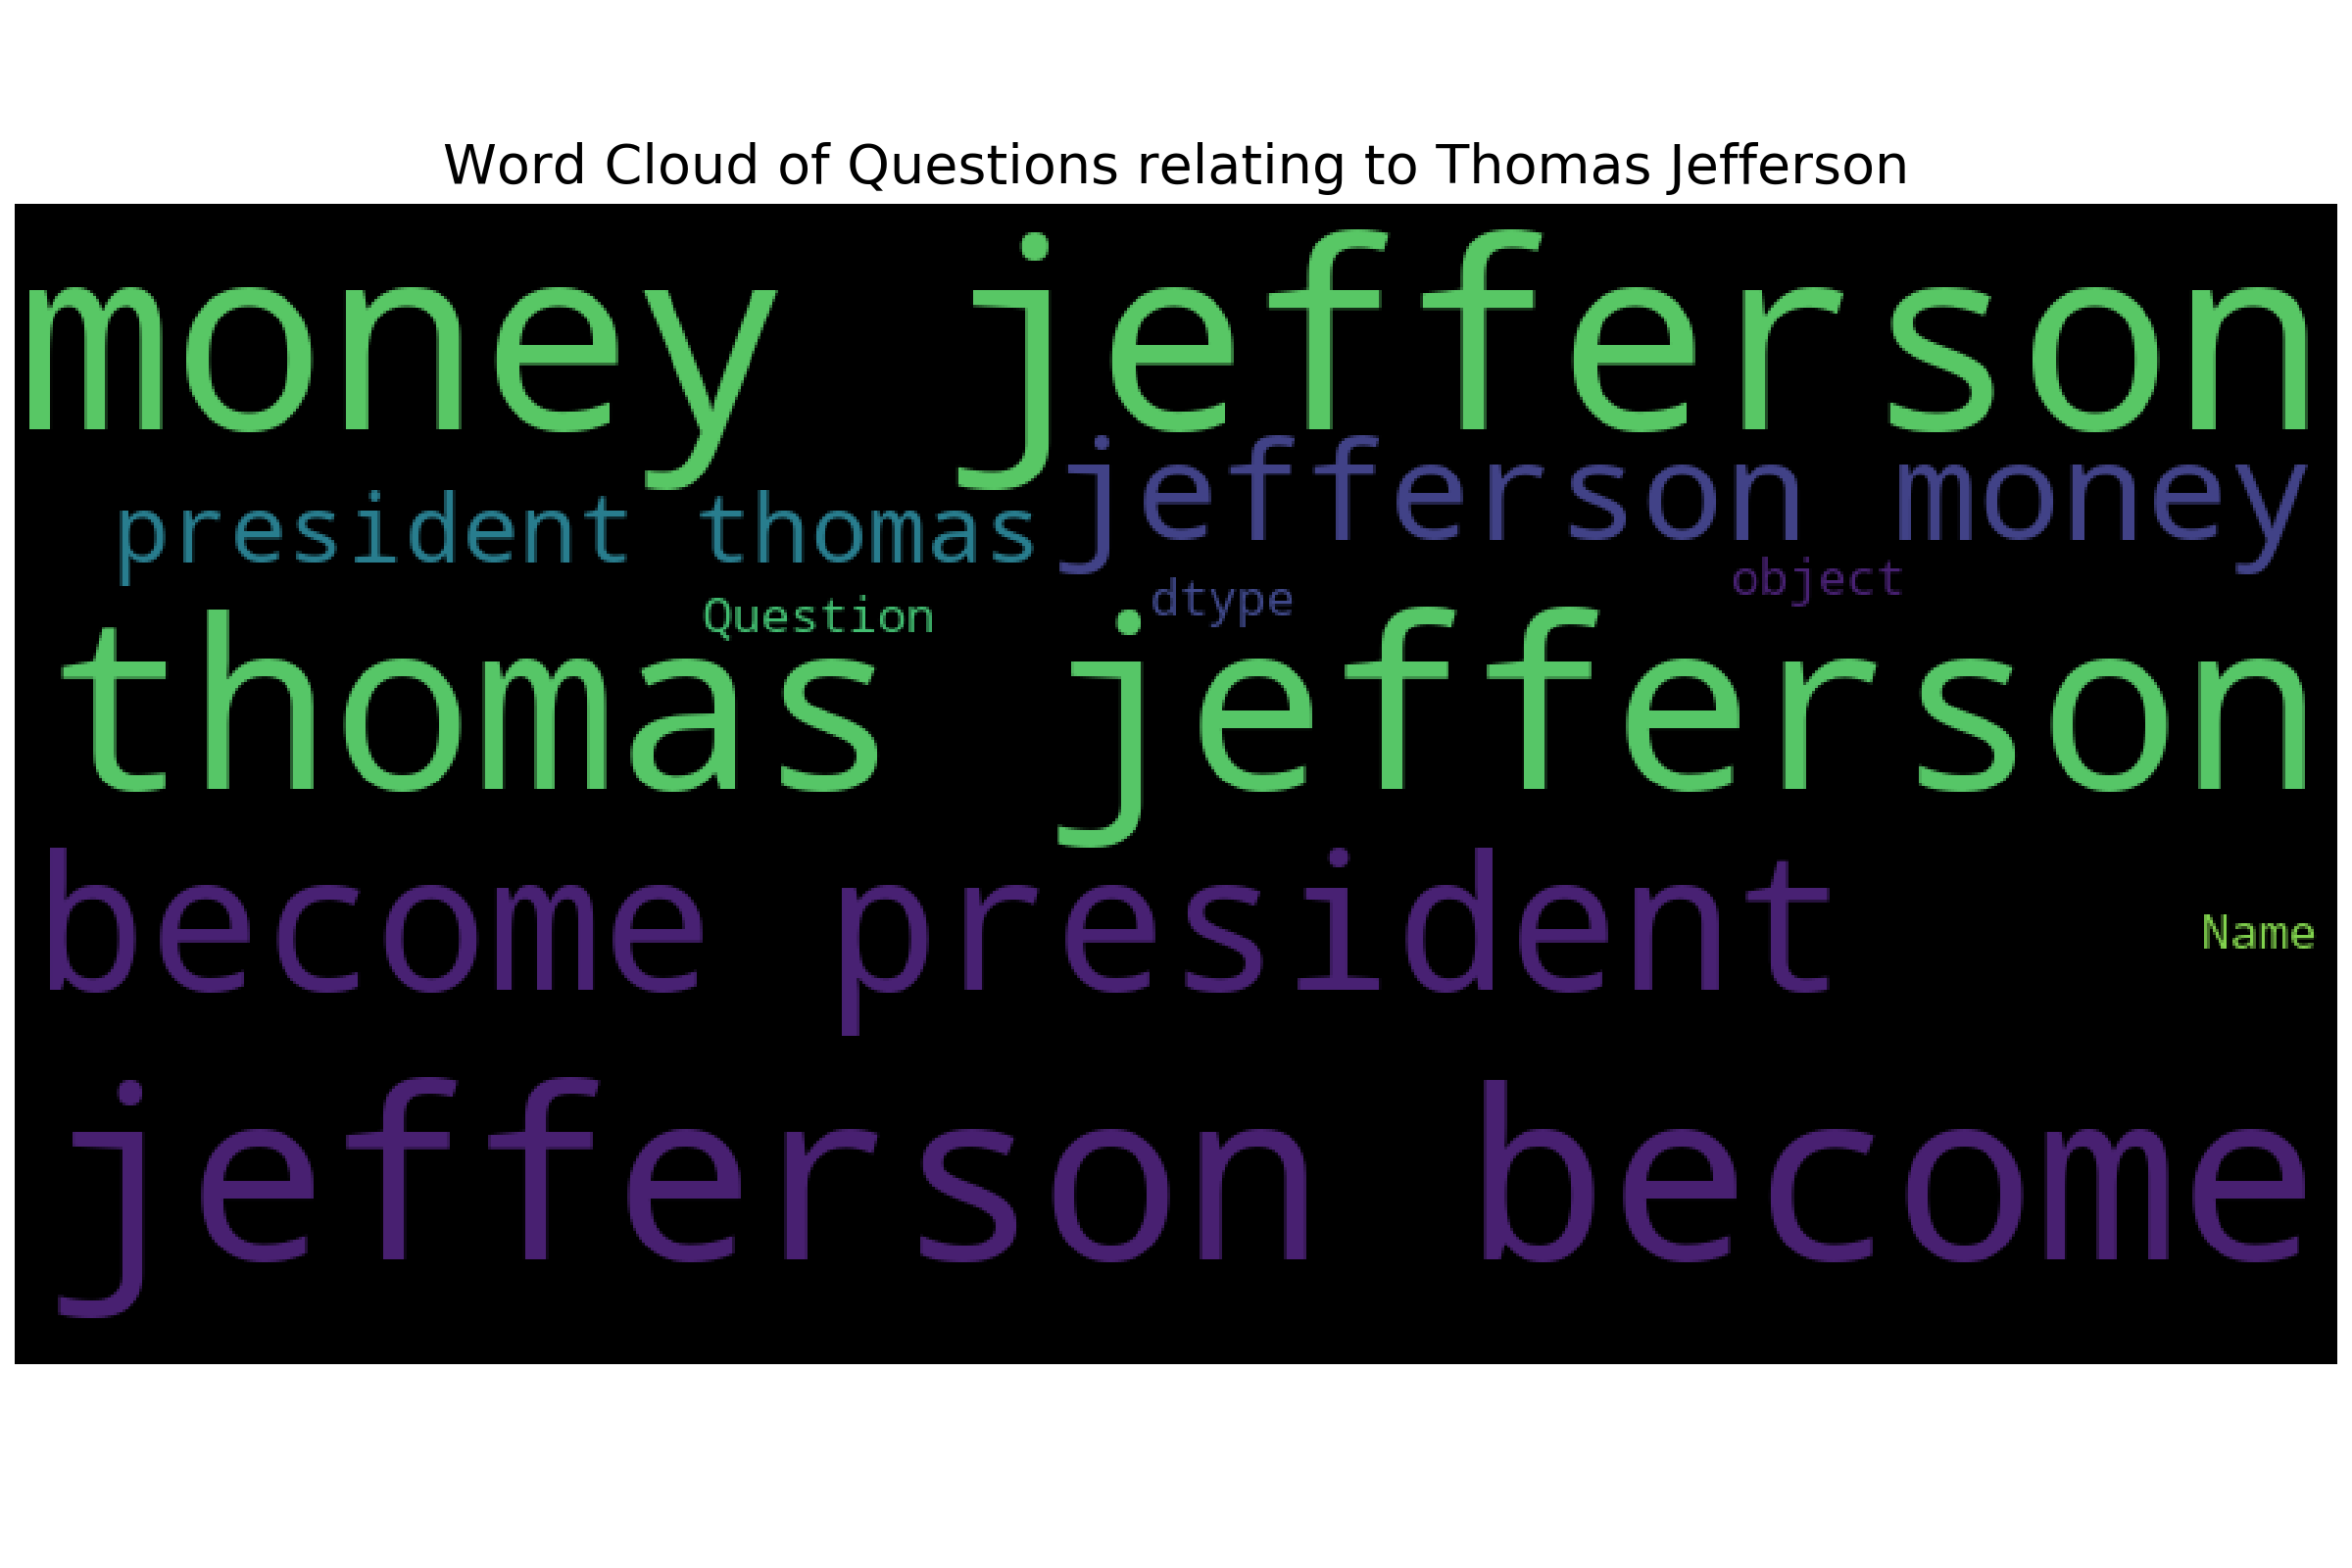 Word Cloud of Questions relating to Thomas Jefferson
money jefferson
president thomas
jefferson money
Question
dtype
object
thomas jefferson
become president
Name
jefferson become